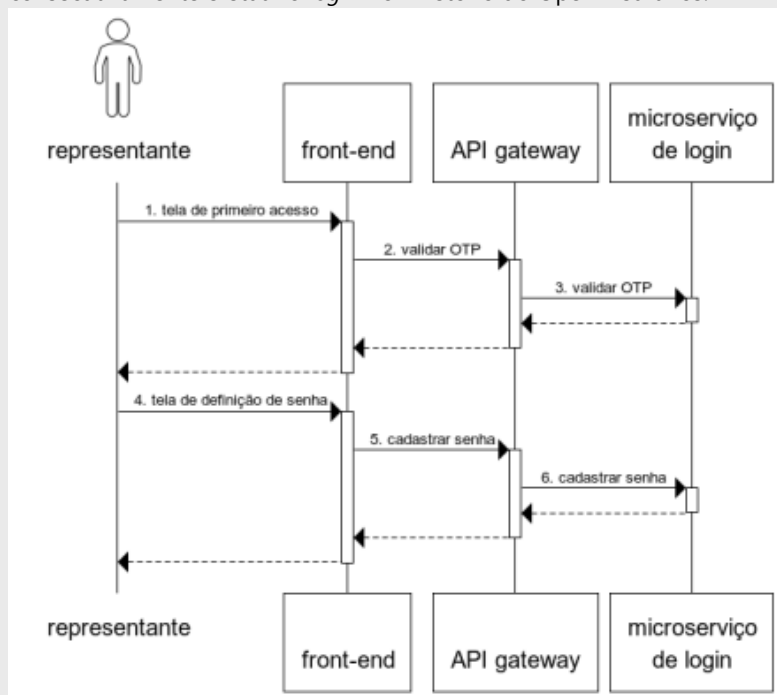 representante
front-end
API gateway
microserviço
de login
1. tela de primeiro acesso
2. validar OTP
3. validar OTP
4. tela de definição de senha
5. cadastrar senha
6. cadastrar senha
representante
front-end
API gateway
microserviço
de login